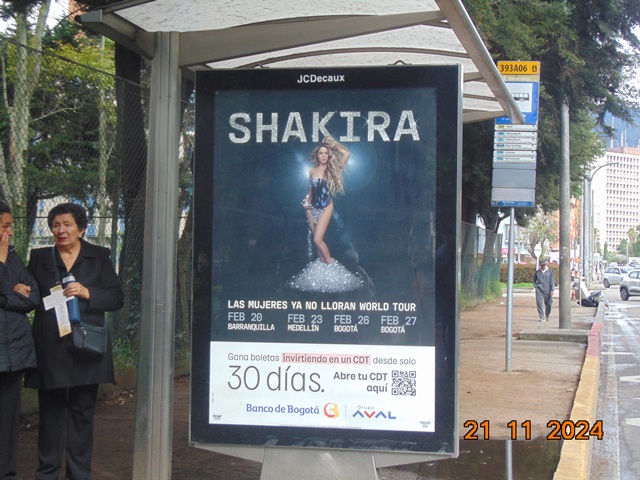 JCDecaux
SHAKIRA
LAS MUJERES YA NO LLORAN WORLD TOUR
FEB 20 FEB 23 FEB 26 FEB 27
BARRANQUILLA MEDELLÍN BOGOTÁ BOGOTÁ
Gana boletas invirtiendo en un CDT desde solo
30 días. Abre tu CDT
aquí
Banco de Bogotá Grupo
AVAL
393A06
21 11 2024